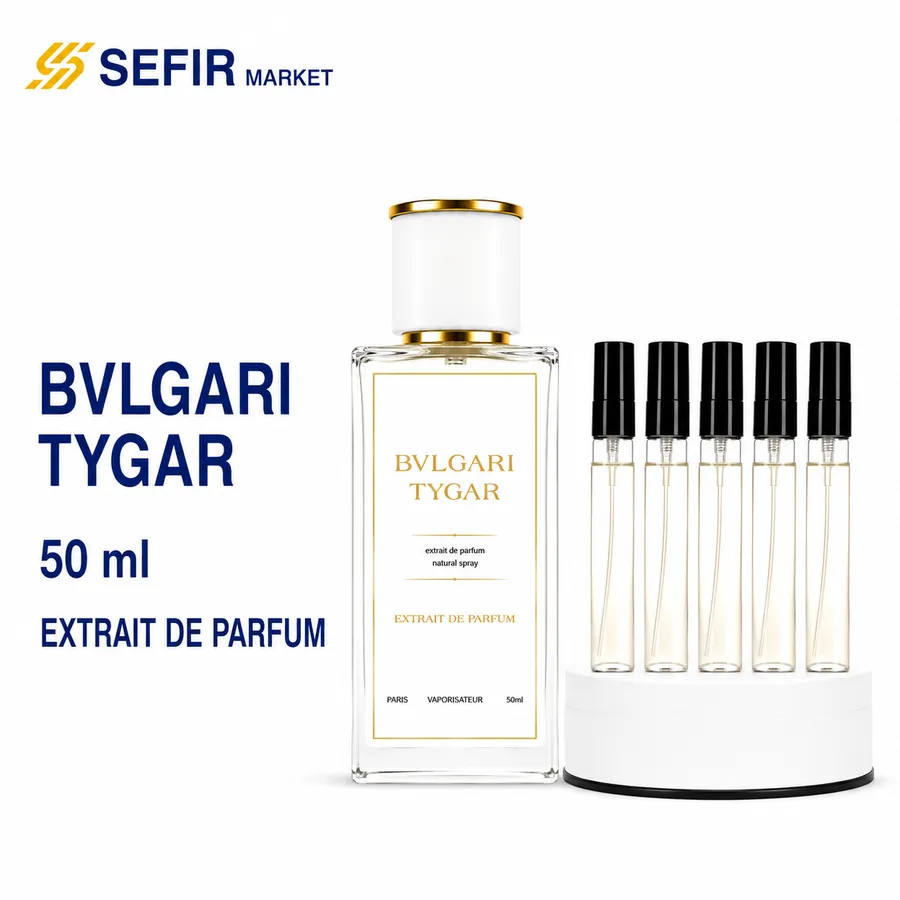 SEFIR MARKET
BVLGARI
TYGAR
50 ml
EXTRAIT DE PARFUM
BVLGARI
TYGAR
extrait de parfum
natural spray
EXTRAIT DE PARFUM
PARIS VAPORISATEUR 50ml